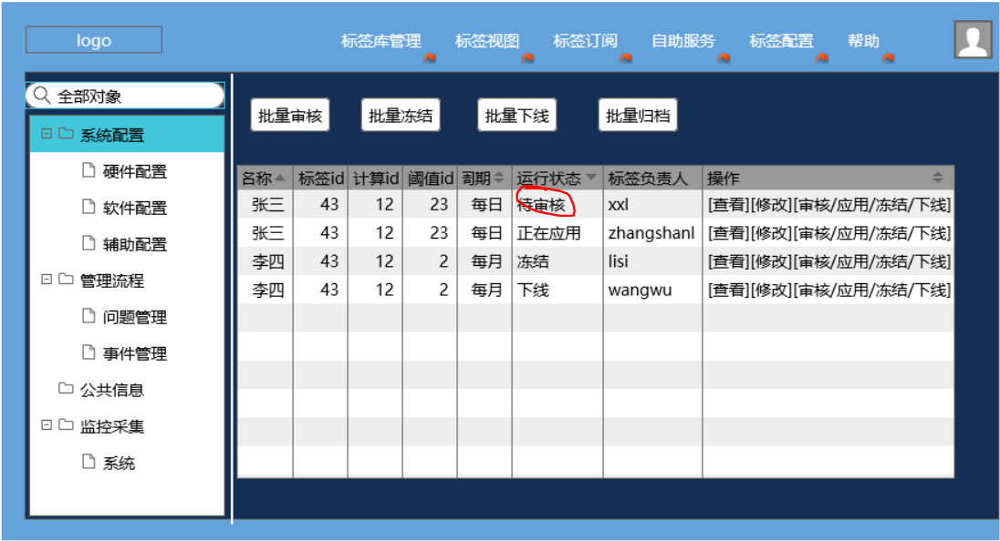 logo
标签库管理 标签视图 标签订阅 自助服务 标签配置 帮助
全部对象
系统配置
硬件配置
软件配置
辅助配置
管理流程
问题管理
事件管理
公共信息
监控采集
系统
批量审核 批量冻结 批量下线 批量归档
名称 标签id 计算id 阈值id 周期 运行状态 标签负责人 操作
张三 43 12 23 每日 待审核 xxl [查看][修改][审核/应用/冻结/下线]
张三 43 12 23 每日 正在应用 zhangshanl [查看][修改][审核/应用/冻结/下线]
李四 43 12 2 每月 冻结 lisi [查看][修改][审核/应用/冻结/下线]
李四 43 12 2 每月 下线 wangwu [查看][修改][审核/应用/冻结/下线]